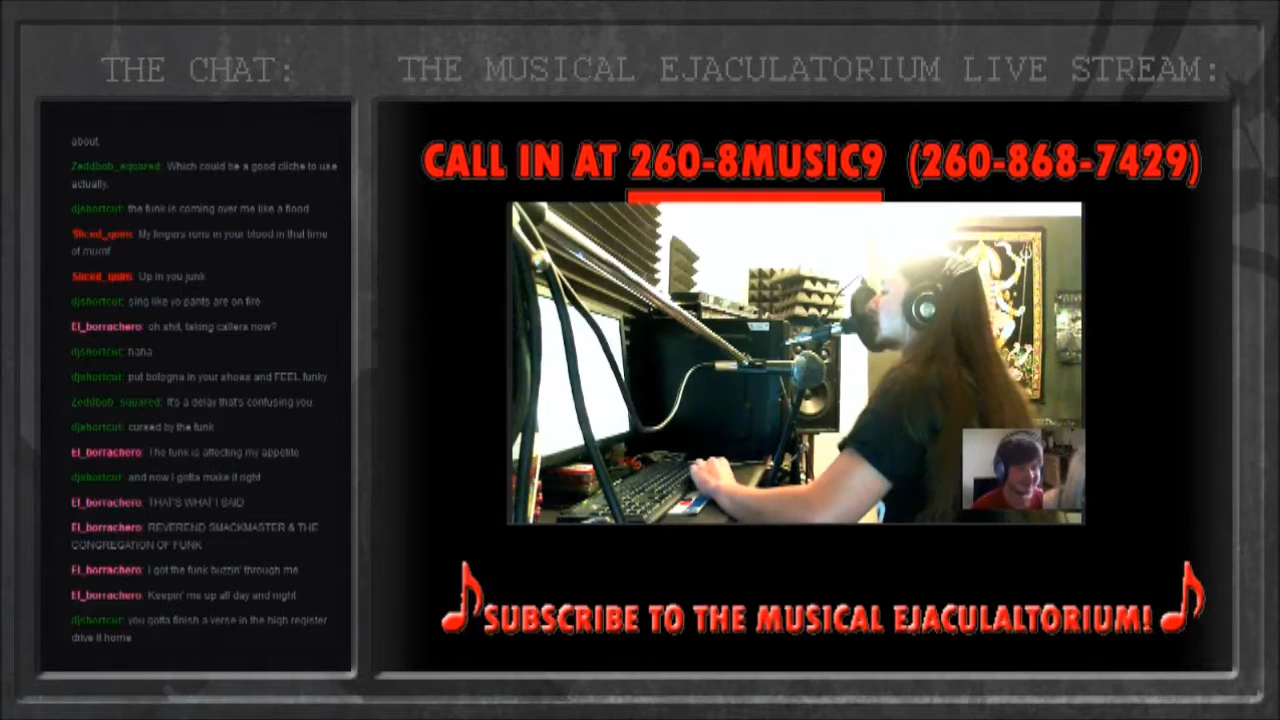 THE CHAT:
THE MUSICAL EJACULATORIUM LIVE STREAM:
about.
Zeddbob_squared: Which could be a good cliche to use
actually.
djshortcut: the funk is coming over me like a flood
Sliced_quim: My fingers runs in your blood in that time
of mumf
Sliced_quim: Up in you junk
djshortcut: sing like yo pants are on fire
El_borrachero: oh shit, taking callers now?
djshortcut: haha
djshortcut: put bologna in your shoes and FEEL funky
Zeddbob_squared: It's a delay that's confusing you.
djshortcut: cursed by the funk
El_borrachero: The funk is affecting my appetite
djshortcut: and now I gotta make it right
El_borrachero: THAT'S WHAT I SAID
El_borrachero: REVEREND SMACKMASTER & THE
CONGREGATION OF FUNK
El_borrachero: I got the funk buzzin' through me
El_borrachero: Keepin' me up all day and night
djshortcut: you gotta finish a verse in the high register
drive it home
CALL IN AT 260-8MUSIC9 (260-868-7429)
SUBSCRIBE TO THE MUSICAL EJACULALTORIUM!